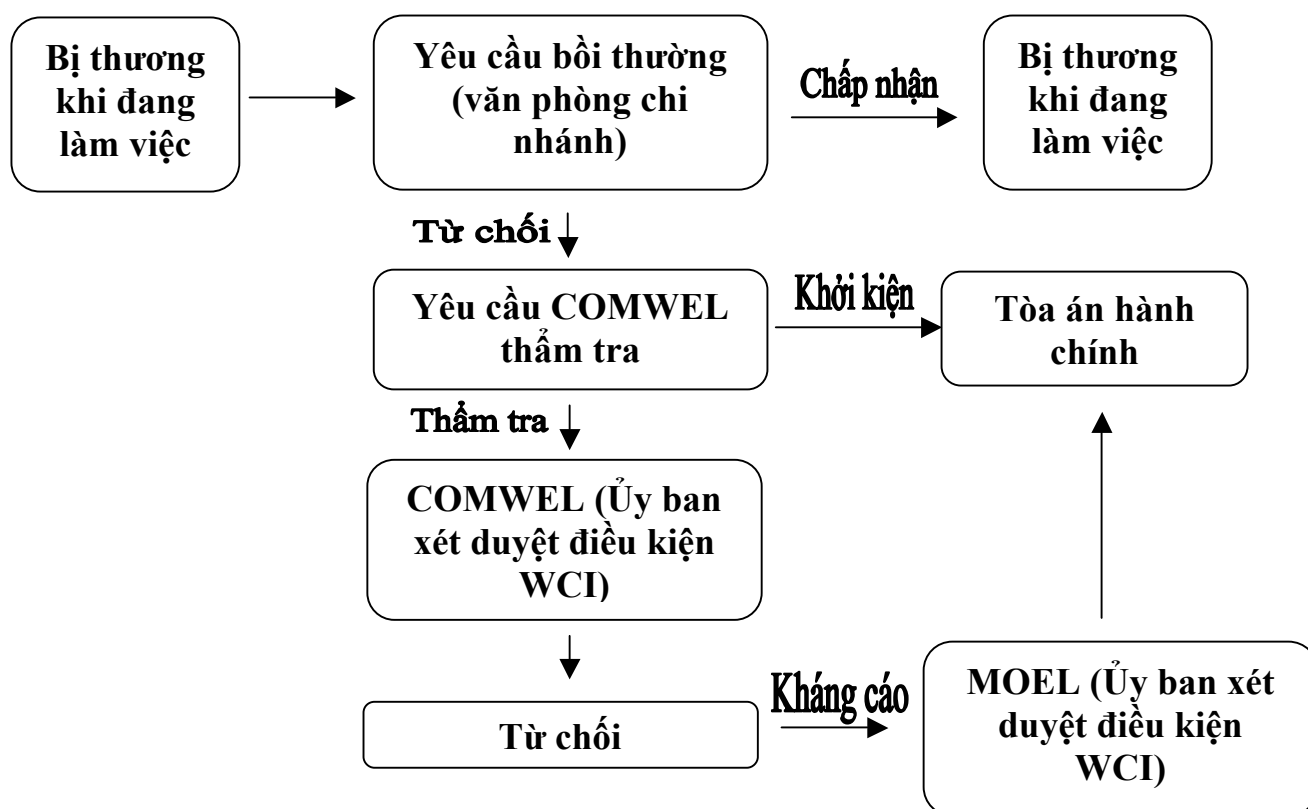 Bị thương
khi đang
làm việc
Yêu cầu bồi thường
(văn phòng chi
nhánh)
Chấp nhận
Bị thương
khi đang
làm việc
Từ chối
Yêu cầu COMWEL
thẩm tra
Khởi kiện
Tòa án hành
chính
Thẩm tra
COMWEL (Ủy ban
xét duyệt điều kiện
WCI)
Từ chối
Kháng cáo
MOEL (Ủy ban xét
duyệt điều kiện
WCI)